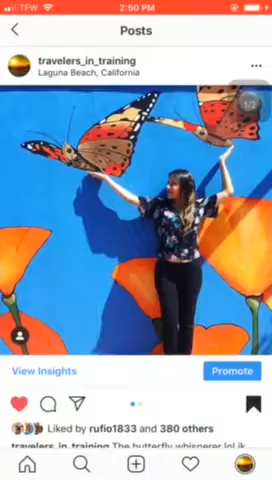 TFW 2:50 PM
Posts
travelers_in_training
Laguna Beach, California
1/2
View Insights
Promote
Liked by rufio1833 and 380 others
travelers_in_training The butterfly whisperer lol jk